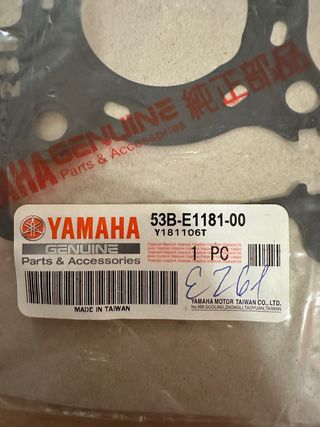 YAMAHA
GENUINE 純正部品
Parts & Accessories
YAMAHA
GENUINE
Parts & Accessories
53B-E1181-00
Y181106T
1 PC
E261
MADE IN TAIWAN
YAMAHA MOTOR TAIWAN CO., LTD.